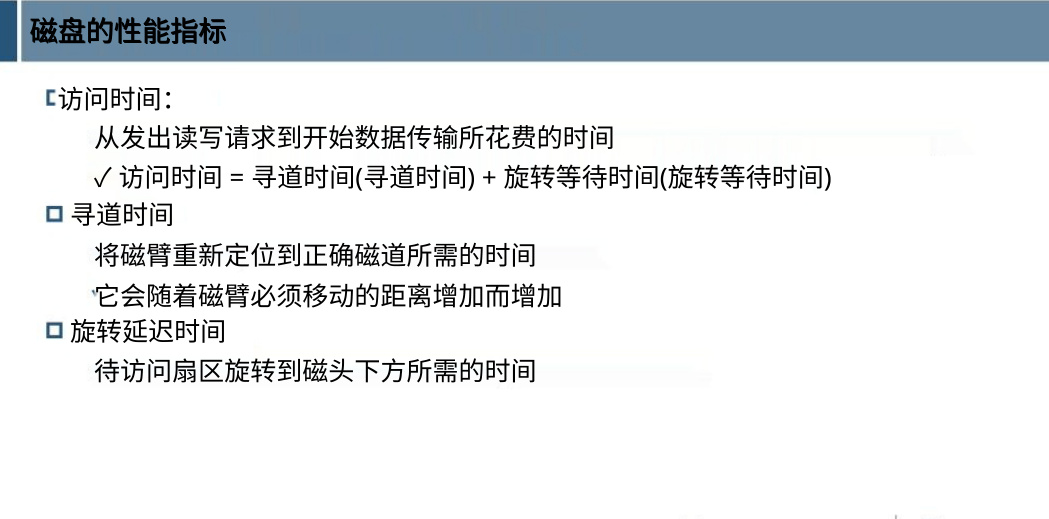 磁盘的性能指标
访问时间：
从发出读写请求到开始数据传输所花费的时间
✓ 访问时间 = 寻道时间(寻道时间) + 旋转等待时间(旋转等待时间)
寻道时间
将磁臂重新定位到正确磁道所需的时间
它会随着磁臂必须移动的距离增加而增加
旋转延迟时间
待访问扇区旋转到磁头下方所需的时间